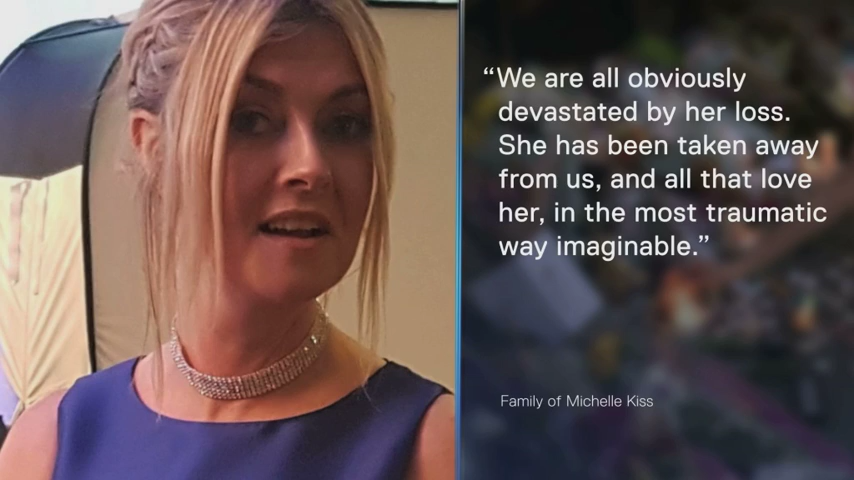 “We are all obviously
devastated by her loss.
She has been taken away
from us, and all that love
her, in the most traumatic
way imaginable.”
Family of Michelle Kiss